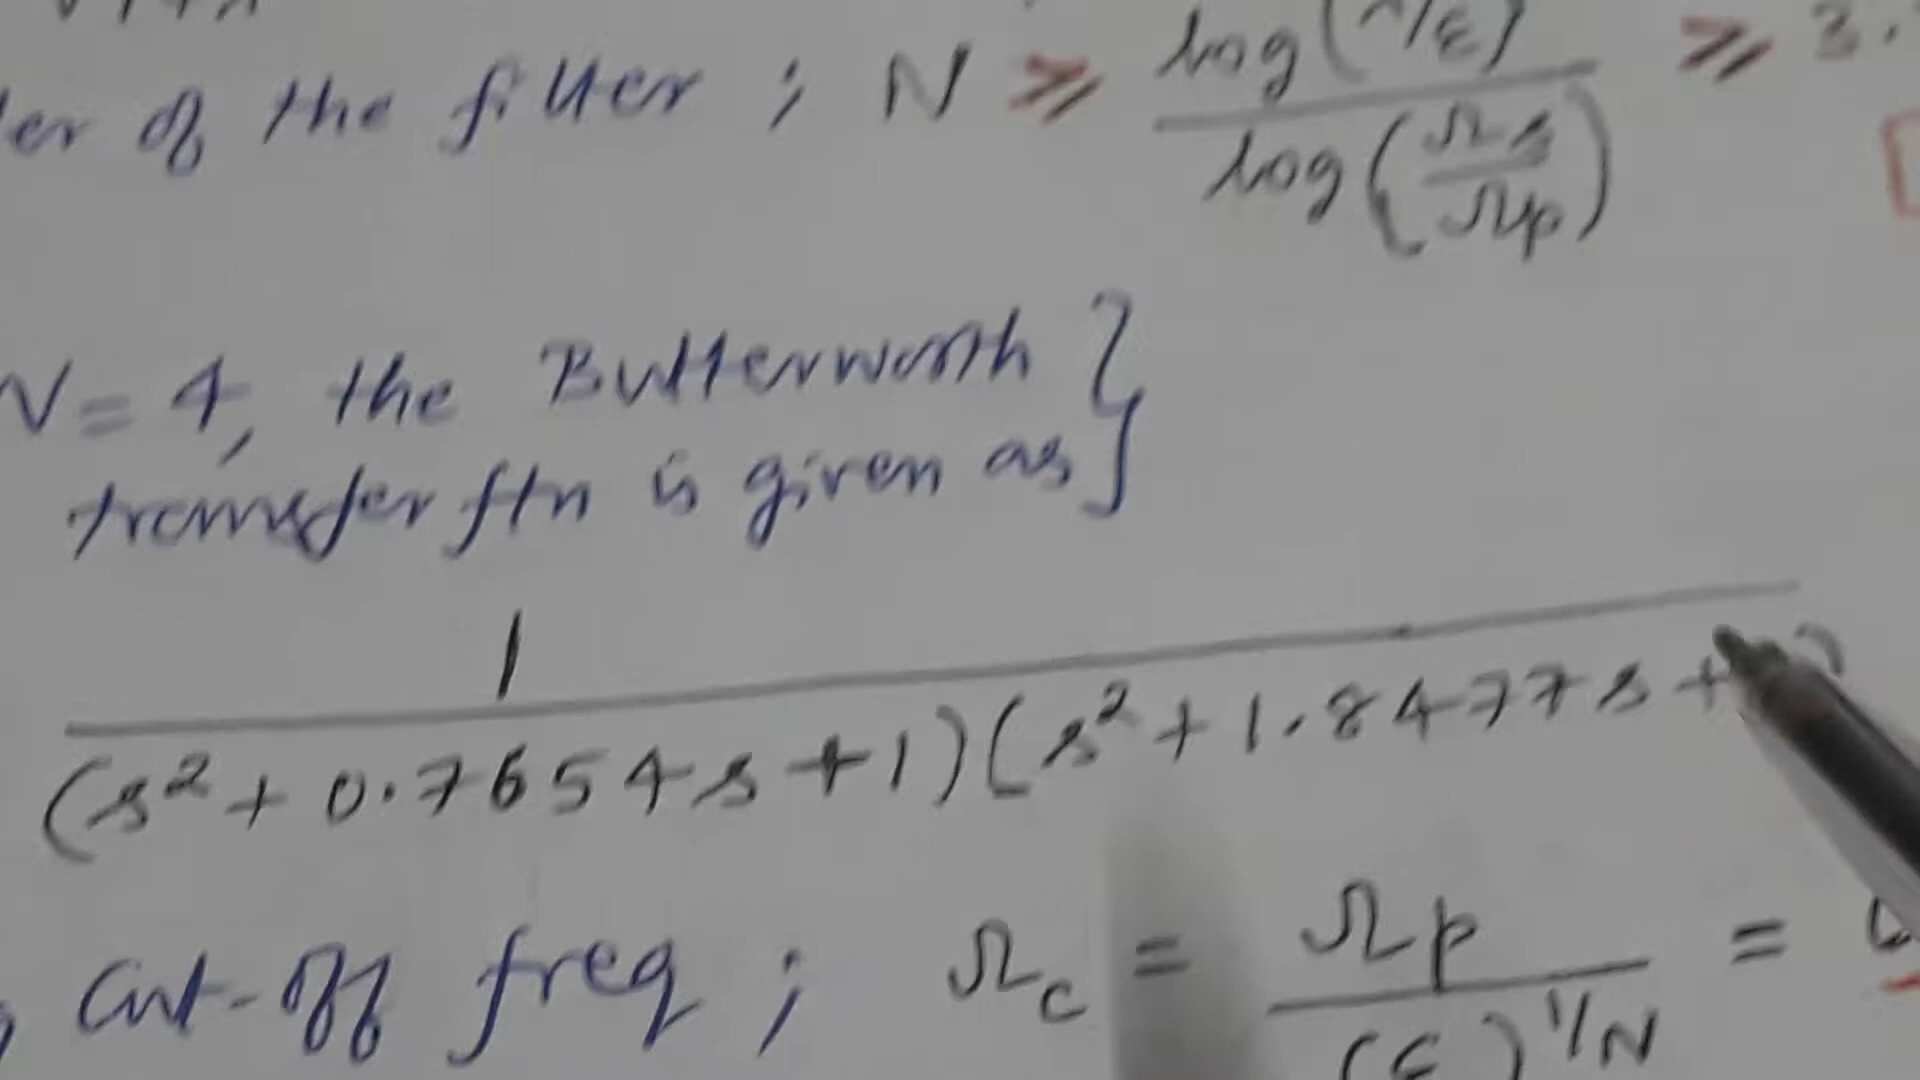 er of the filter ; N ≥ log(λ/ε) / log(Ωs/Ωp) ≥ 3.
N = 4, the Butterworth }
transfer ftn is given as }
1
(s² + 0.7654s + 1)(s² + 1.8477s + )
cut-off freq ; Ωc = Ωp / (ε)^1/N =